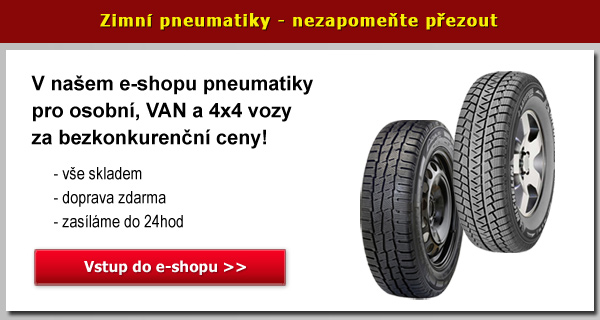 Zimní pneumatiky - nezapomeňte přezout
V našem e-shopu pneumatiky
pro osobní, VAN a 4x4 vozy
za bezkonkurenční ceny!
- vše skladem
- doprava zdarma
- zasíláme do 24hod
Vstup do e-shopu >>